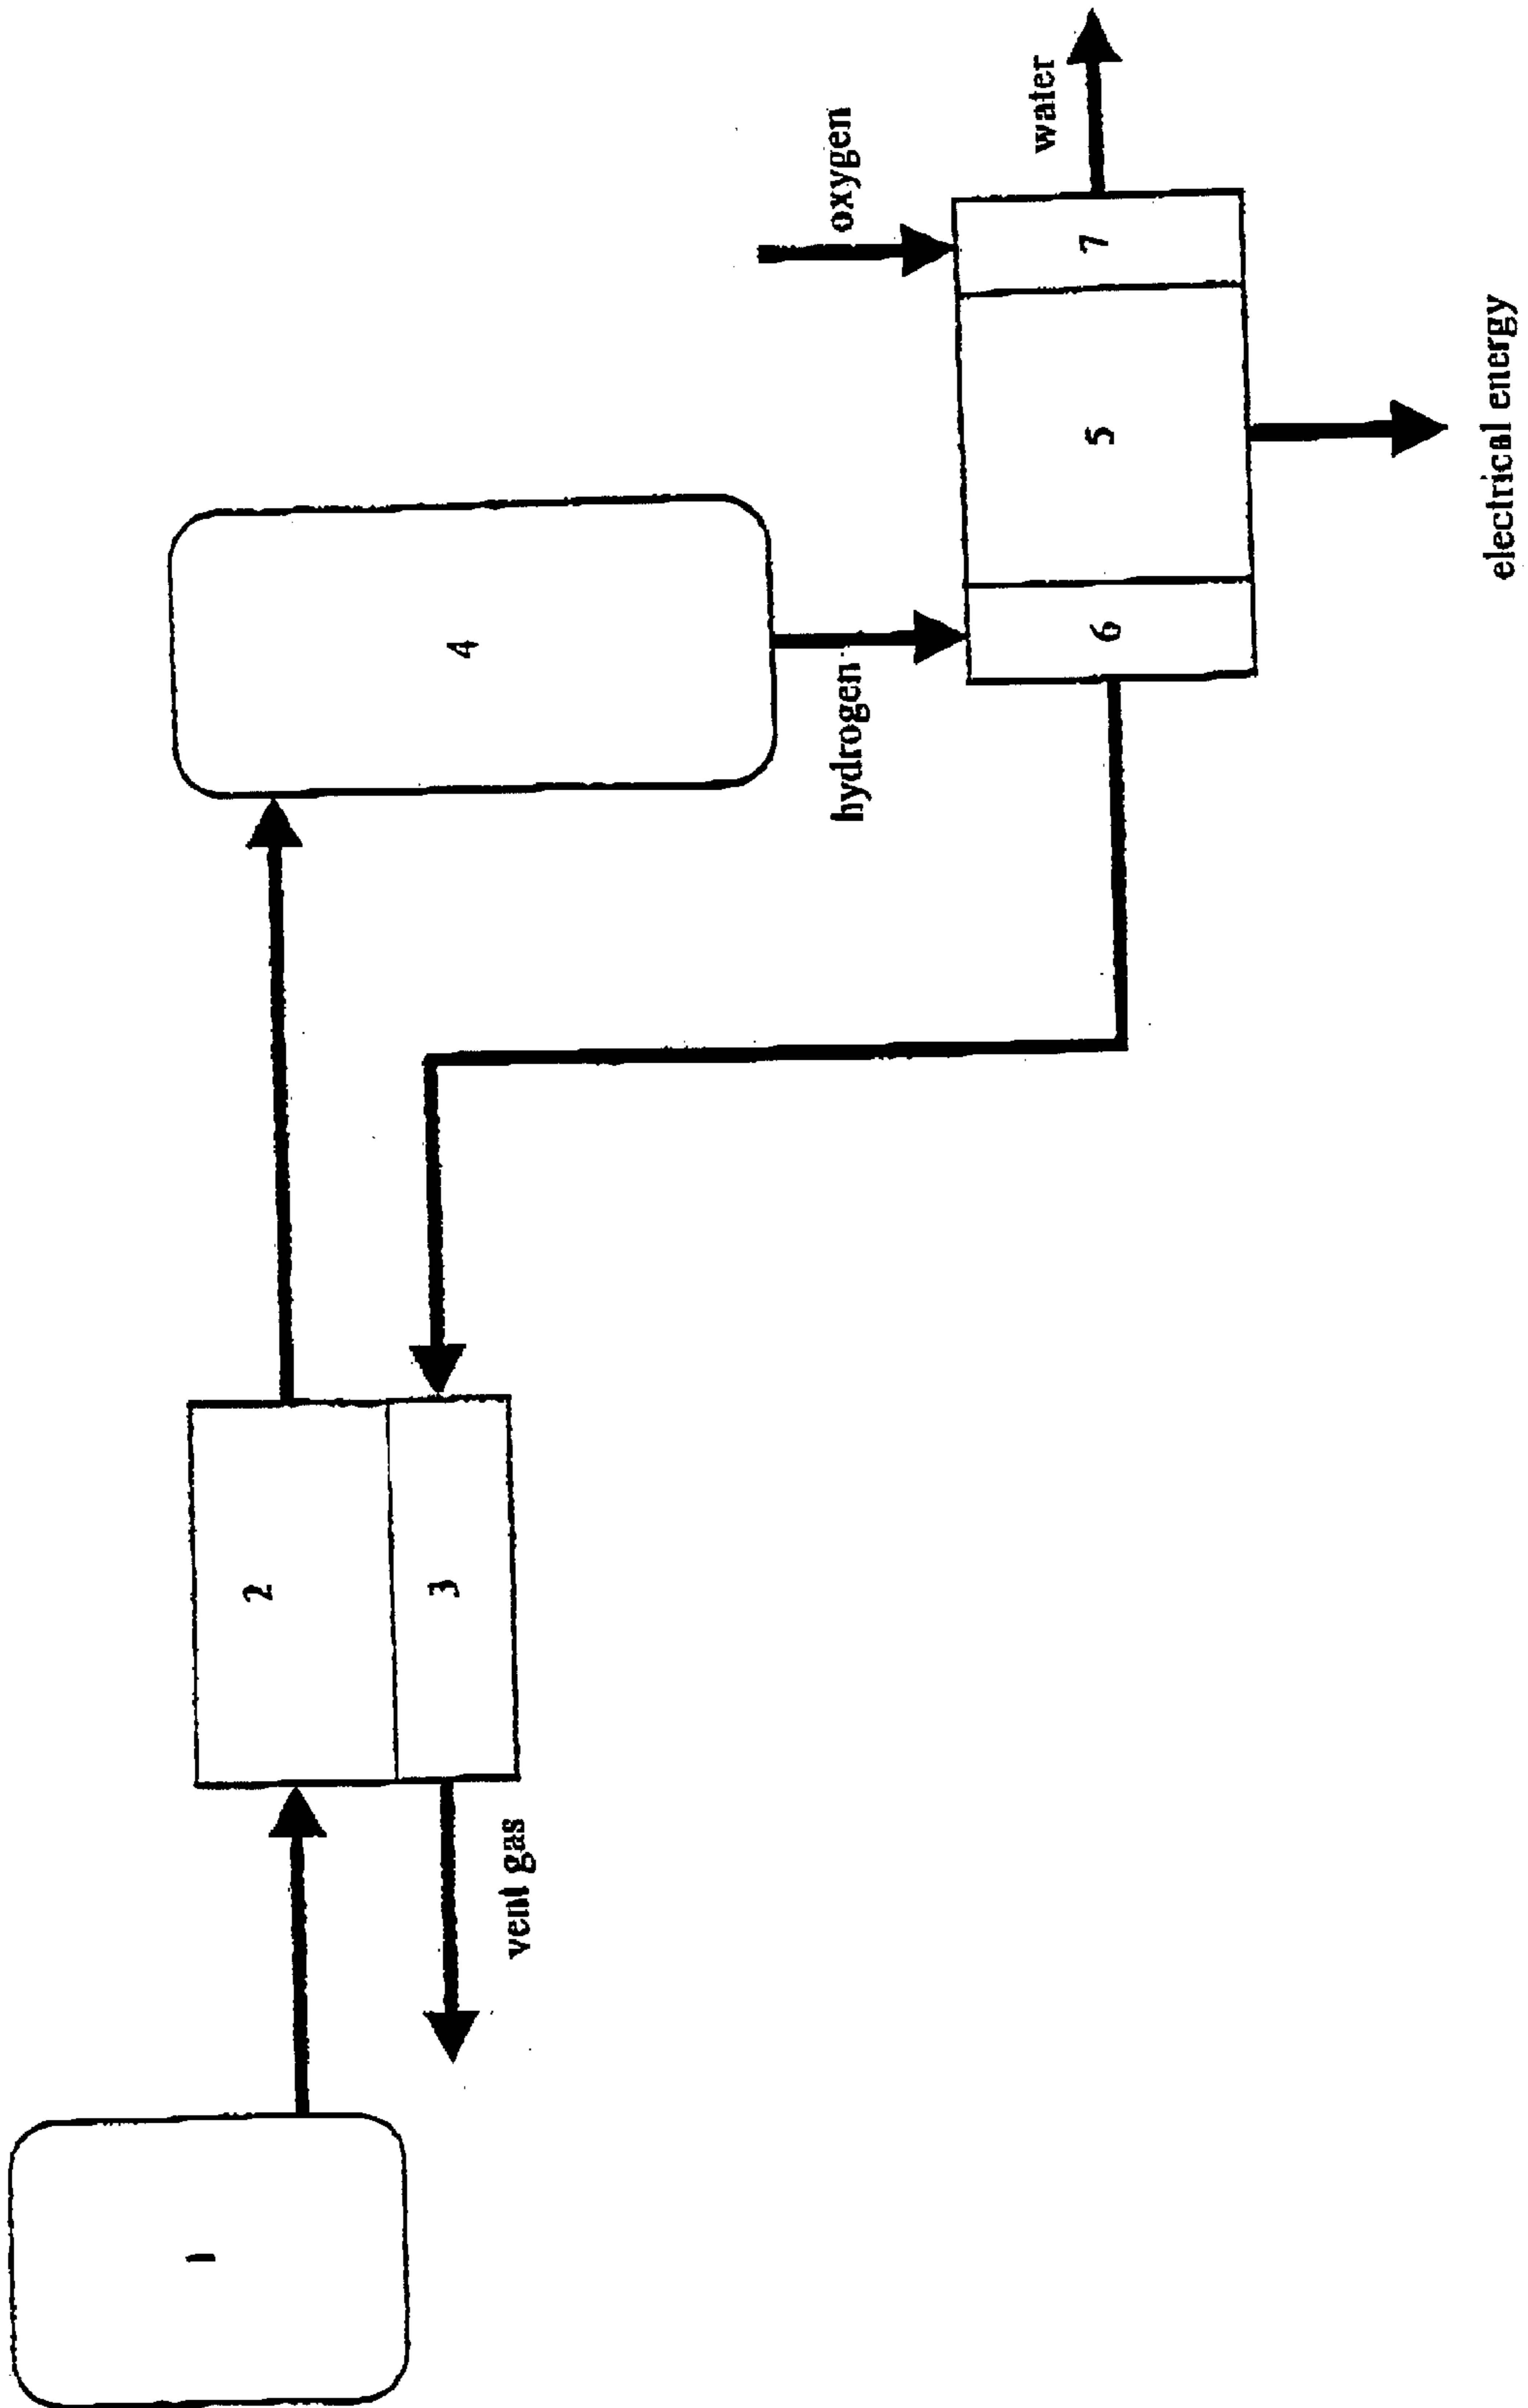 1
2
3
4
vent gas
hydrogen
oxygen
water
6
5
7
electrical energy